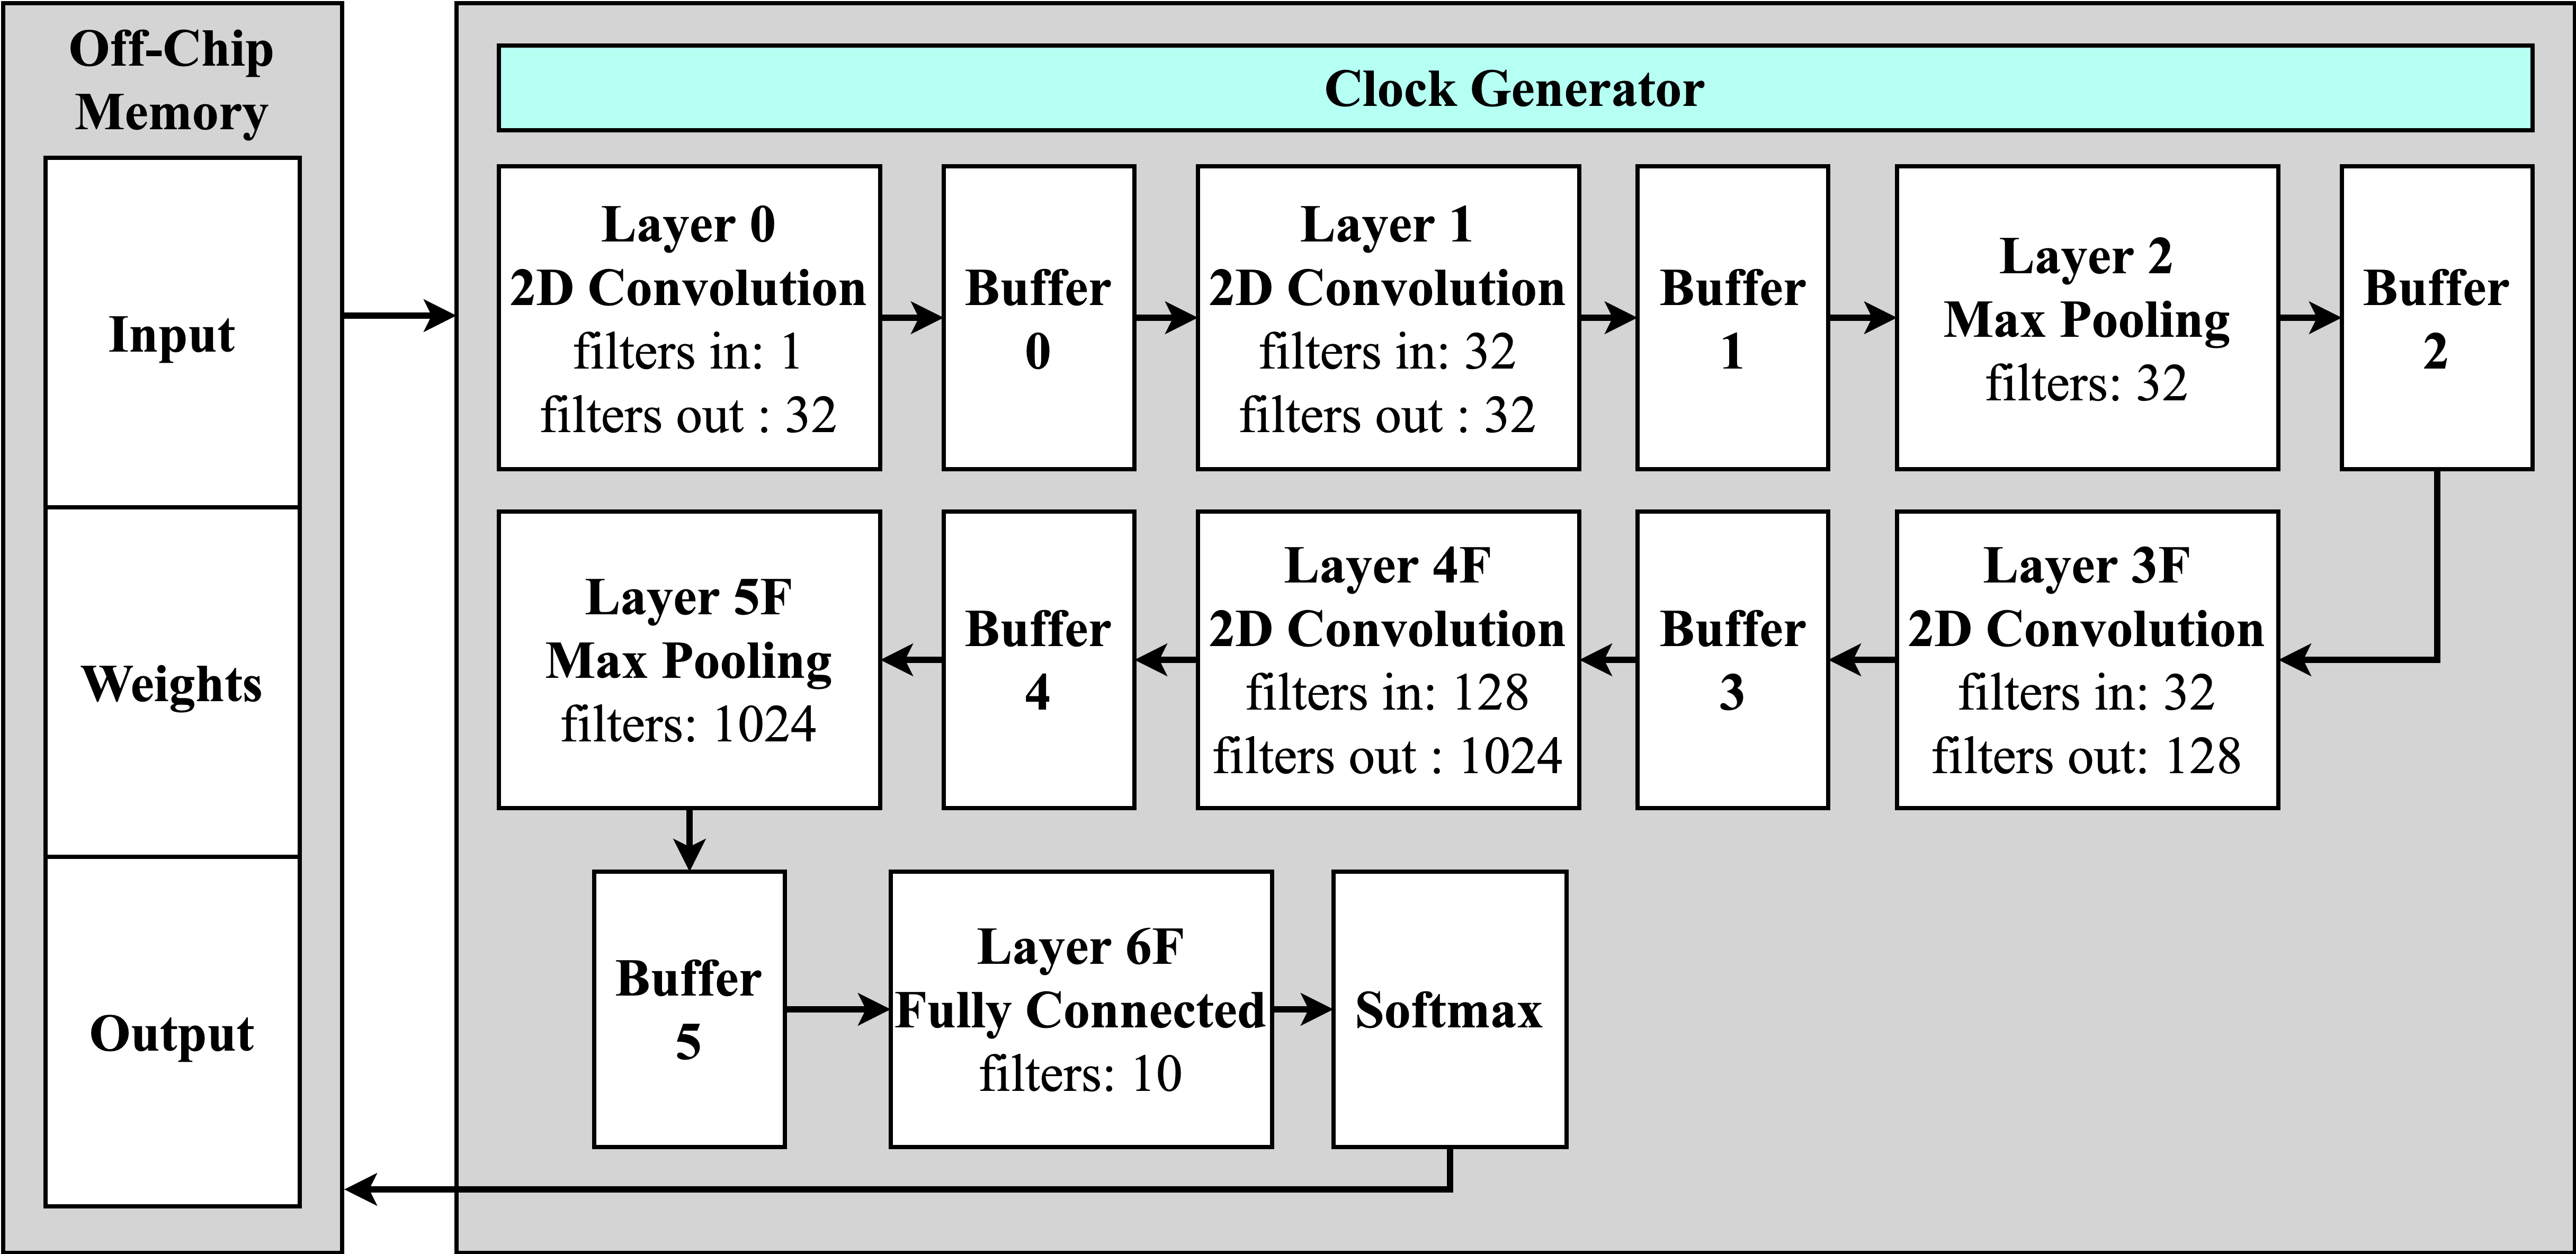 Off-Chip
Memory
Input
Weights
Output
Clock Generator
Layer 0
2D Convolution
filters in: 1
filters out : 32
Buffer
0
Layer 1
2D Convolution
filters in: 32
filters out : 32
Buffer
1
Layer 2
Max Pooling
filters: 32
Buffer
2
Layer 3F
2D Convolution
filters in: 32
filters out: 128
Buffer
3
Layer 4F
2D Convolution
filters in: 128
filters out : 1024
Buffer
4
Layer 5F
Max Pooling
filters: 1024
Buffer
5
Layer 6F
Fully Connected
filters: 10
Softmax